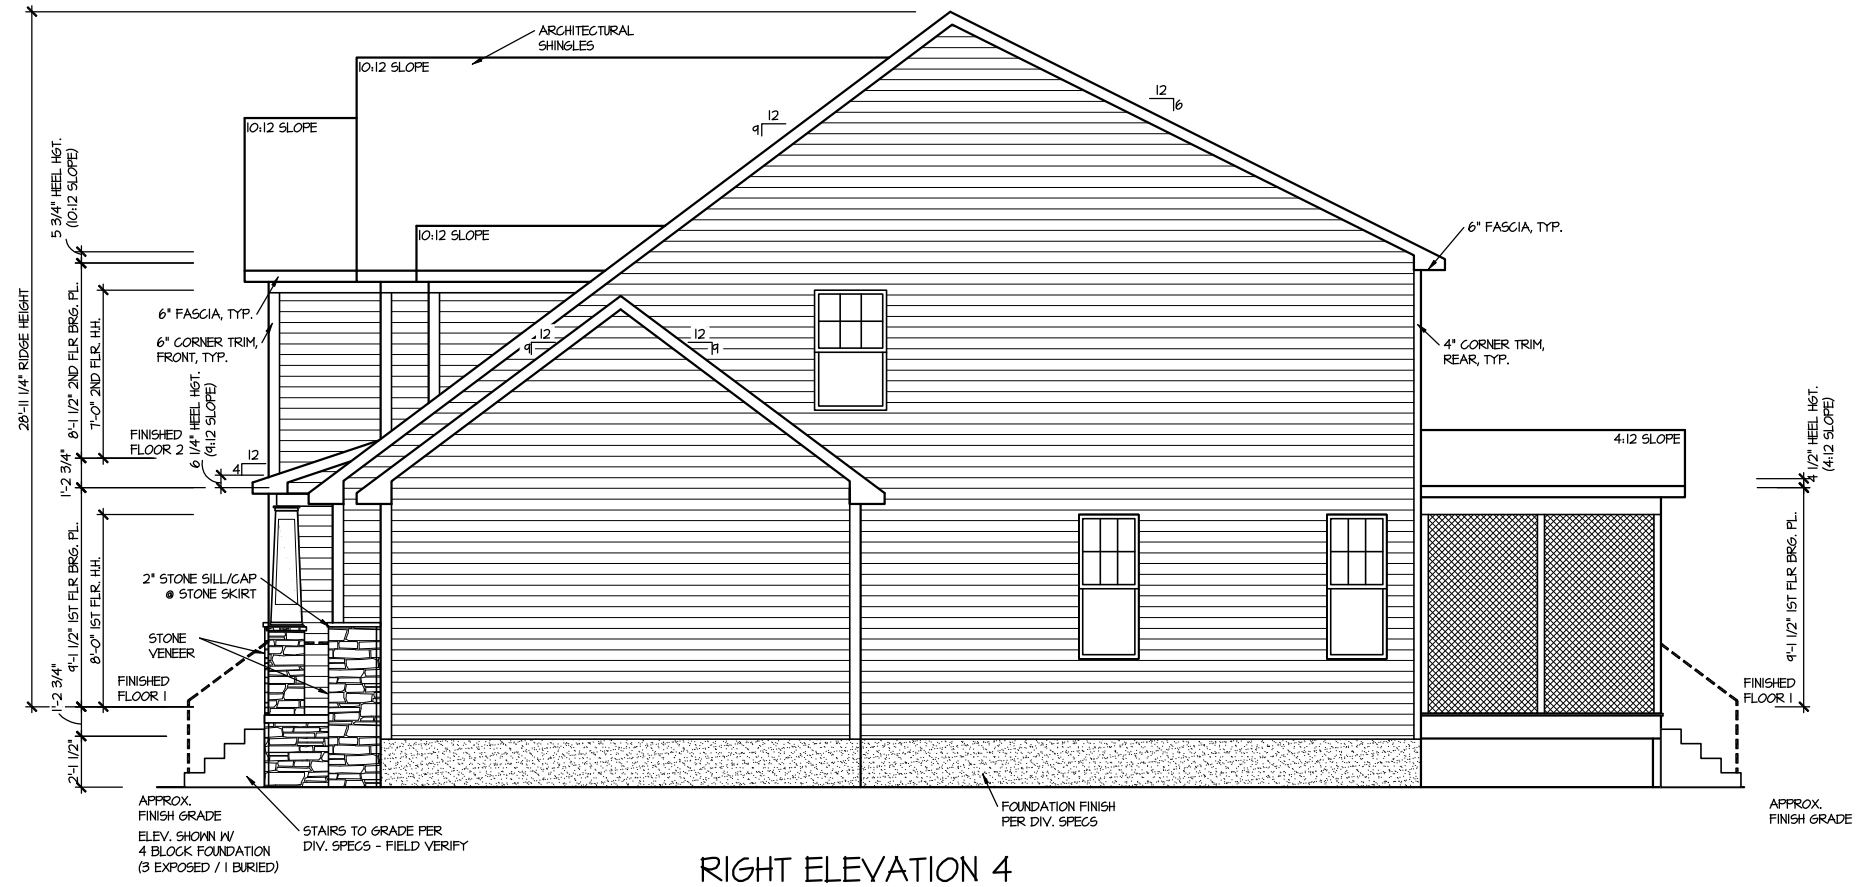 ARCHITECTURAL
SHINGLES
10:12 SLOPE
10:12 SLOPE
10:12 SLOPE
12
9
12
6
5 3/4" HEEL HGT.
(10:12 SLOPE)
28'-11 1/4" RIDGE HEIGHT
8'-1 1/2" 2ND FLR BRG. PL.
7'-0" 2ND FLR. H.H.
6" FASCIA, TYP.
6" CORNER TRIM,
FRONT, TYP.
6" FASCIA, TYP.
4" CORNER TRIM,
REAR, TYP.
12
9
12
9
FINISHED
FLOOR 2
6 1/4" HEEL HGT.
(9:12 SLOPE)
12
4
1'-2 3/4"
4:12 SLOPE
4 1/2" HEEL HGT.
(4:12 SLOPE)
9'-1 1/2" 1ST FLR BRG. PL.
8'-0" 1ST FLR. H.H.
2" STONE SILL/CAP
@ STONE SKIRT
STONE
VENEER
9'-1 1/2" 1ST FLR BRG. PL.
FINISHED
FLOOR 1
FINISHED
FLOOR 1
1'-2 3/4"
2'-1 1/2"
APPROX.
FINISH GRADE
ELEV. SHOWN W/
4 BLOCK FOUNDATION
(3 EXPOSED / 1 BURIED)
STAIRS TO GRADE PER
DIV. SPECS - FIELD VERIFY
FOUNDATION FINISH
PER DIV. SPECS
APPROX.
FINISH GRADE
RIGHT ELEVATION 4